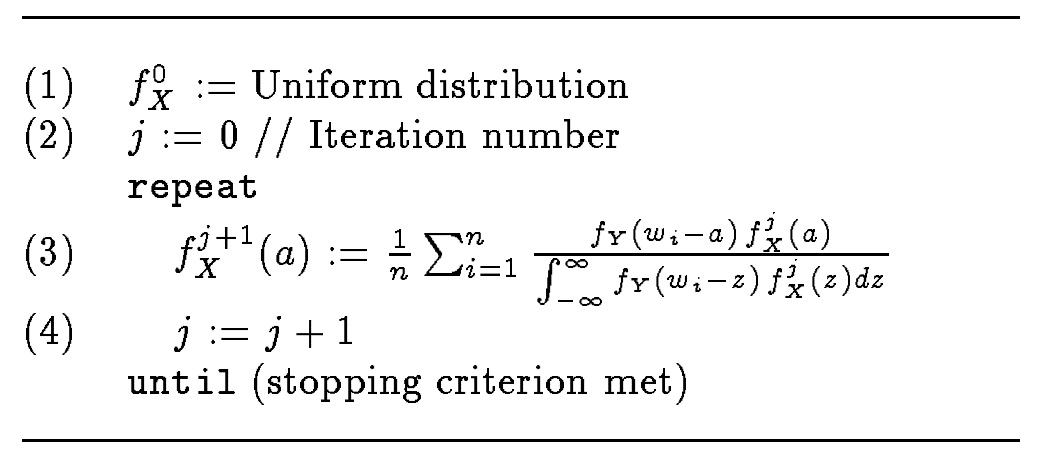 (1) f_X^0 := Uniform distribution
(2) j := 0 // Iteration number
repeat
(3) f_X^{j+1}(a) := \frac{1}{n} \sum_{i=1}^{n} \frac{f_Y(w_i-a) f_X^j(a)}{\int_{-\infty}^{\infty} f_Y(w_i-z) f_X^j(z)dz}
(4) j := j + 1
until (stopping criterion met)